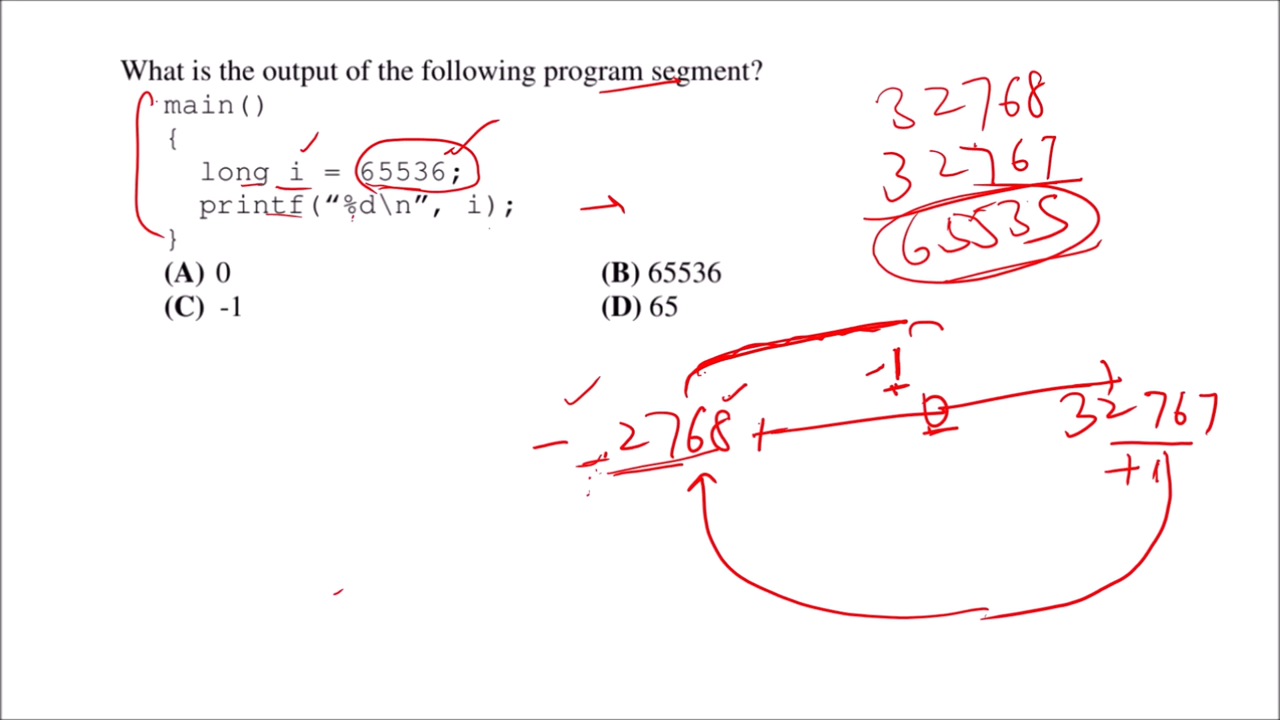 What is the output of the following program segment?
main()
{
long i = 65536;
printf("%d\n", i);
}
(A) 0 (B) 65536
(C) -1 (D) 65
32768
32767
65535
-1
0
- 2768
32767
+1